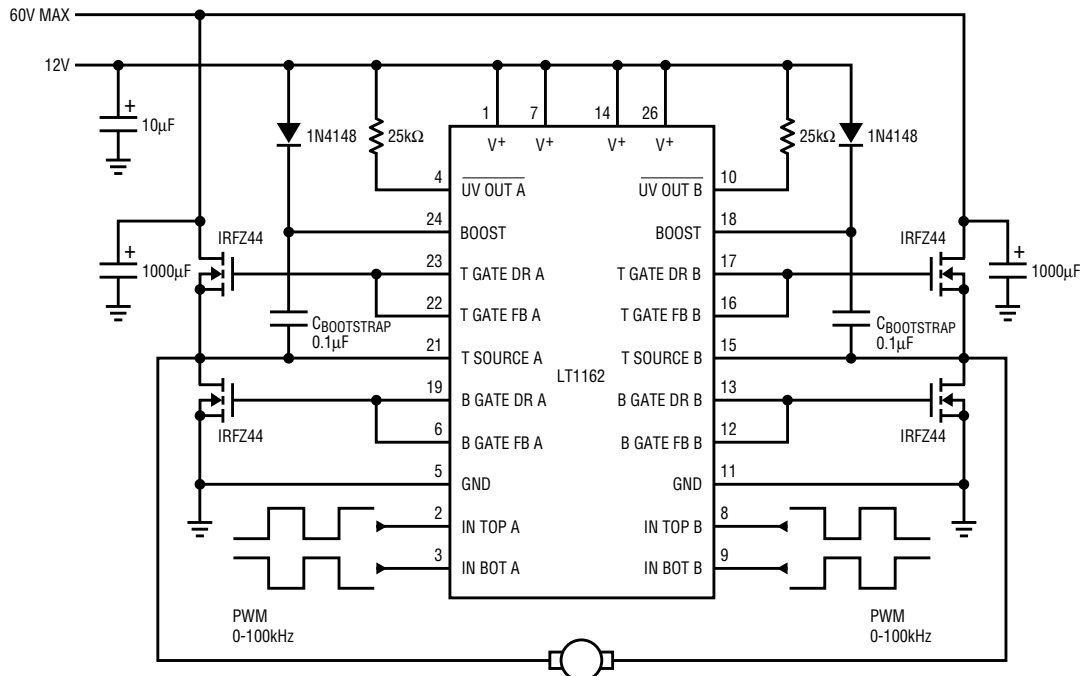 60V MAX
12V
1 7 14 26
V+ V+ V+ V+
+
10µF
1N4148
25kΩ
25kΩ
1N4148
4 UV OUT A
UV OUT B 10
24 BOOST
BOOST 18
+
1000µF
IRFZ44
23 T GATE DR A
T GATE DR B 17
IRFZ44
+
1000µF
22 T GATE FB A
T GATE FB B 16
CBOOTSTRAP
0.1µF
CBOOTSTRAP
0.1µF
21 T SOURCE A
T SOURCE B 15
LT1162
19 B GATE DR A
B GATE DR B 13
IRFZ44
IRFZ44
6 B GATE FB A
B GATE FB B 12
5 GND
GND 11
2 IN TOP A
IN TOP B 8
3 IN BOT A
IN BOT B 9
PWM
0-100kHz
PWM
0-100kHz